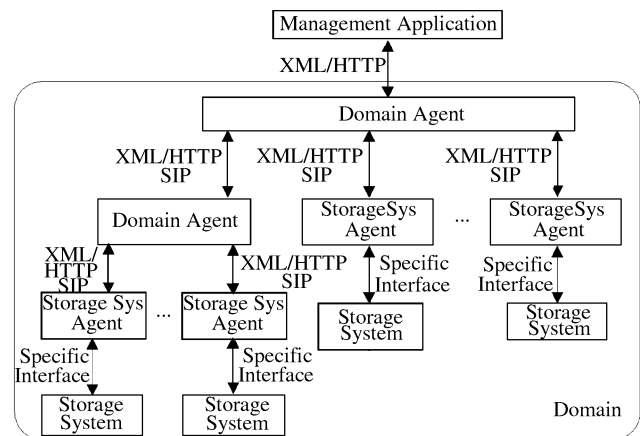 Management Application
XML/HTTP
Domain Agent
XML/HTTP
SIP
XML/HTTP
SIP
XML/HTTP
SIP
Domain Agent
StorageSys
Agent
...
StorageSys
Agent
XML/
HTTP
SIP
XML/HTTP
SIP
Specific
Interface
Specific
Interface
Storage Sys
Agent
...
Storage Sys
Agent
Storage
System
Storage
System
Specific
Interface
Specific
Interface
Storage
System
Storage
System
Domain